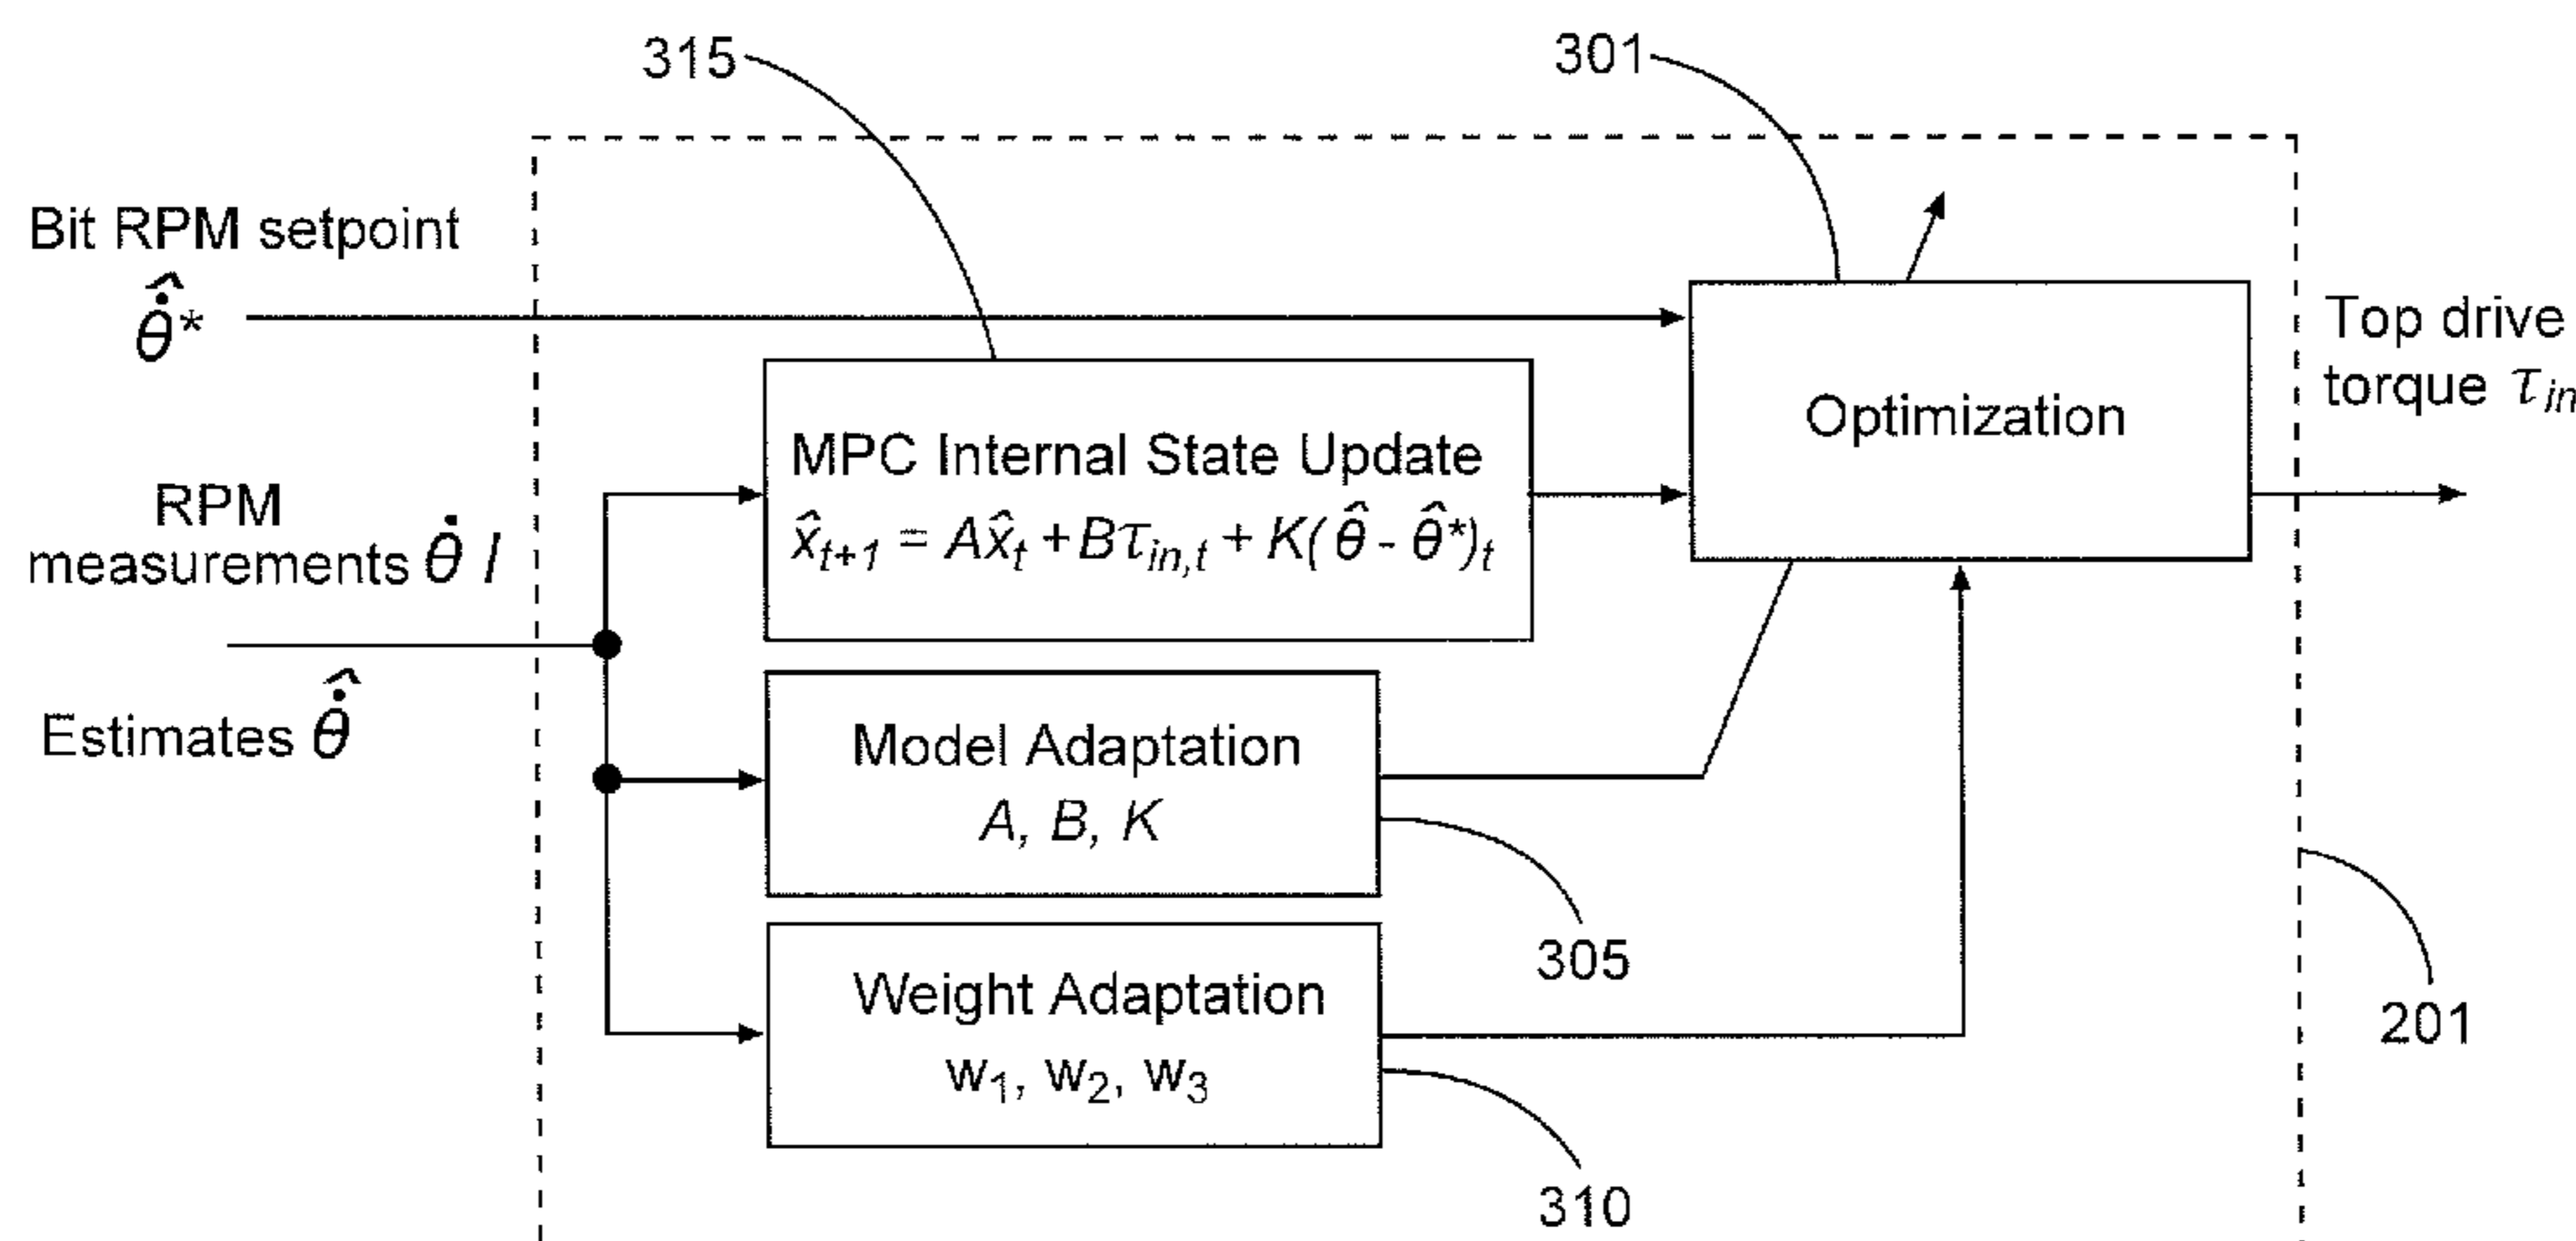 315
301
Bit RPM setpoint
θ̇̂*
Top drive
torque τin
MPC Internal State Update
x̂t+1 = Ax̂t + Bτin,t + K(θ̂ - θ̂*)t
Optimization
RPM
measurements θ̇ /
Estimates θ̇̂
Model Adaptation
A, B, K
305
Weight Adaptation
w1, w2, w3
310
201